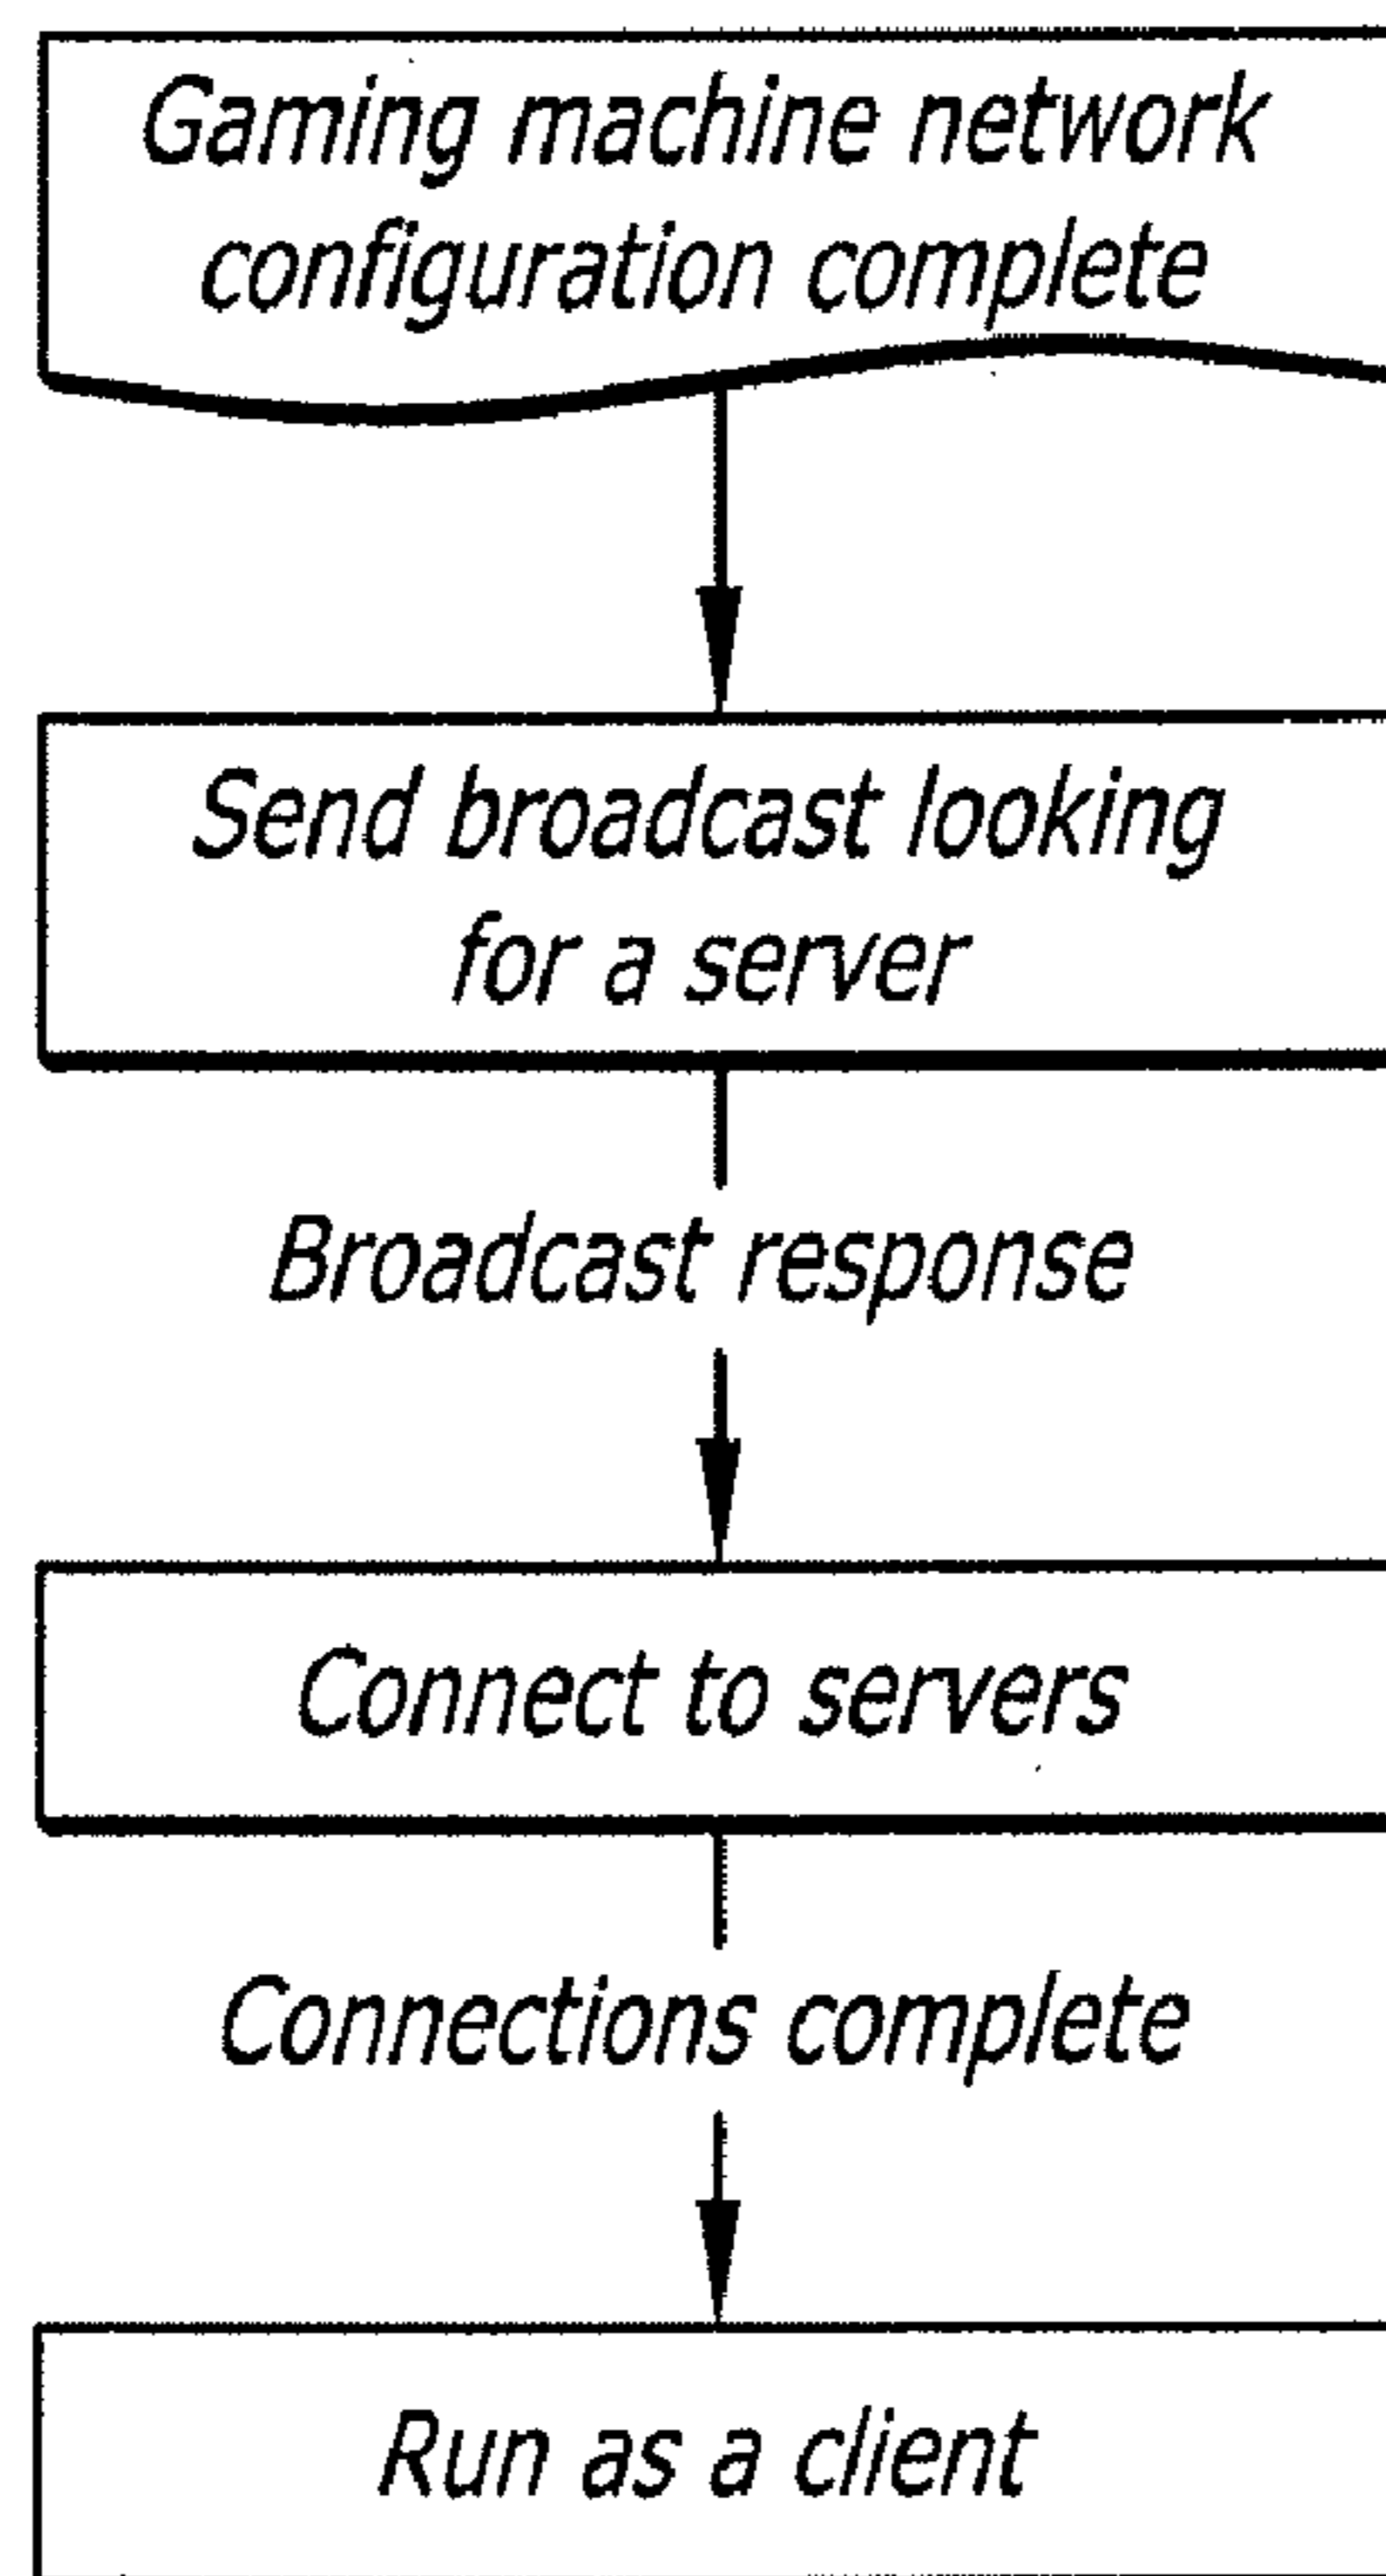 Gaming machine network
configuration complete
Send broadcast looking
for a server
Broadcast response
Connect to servers
Connections complete
Run as a client